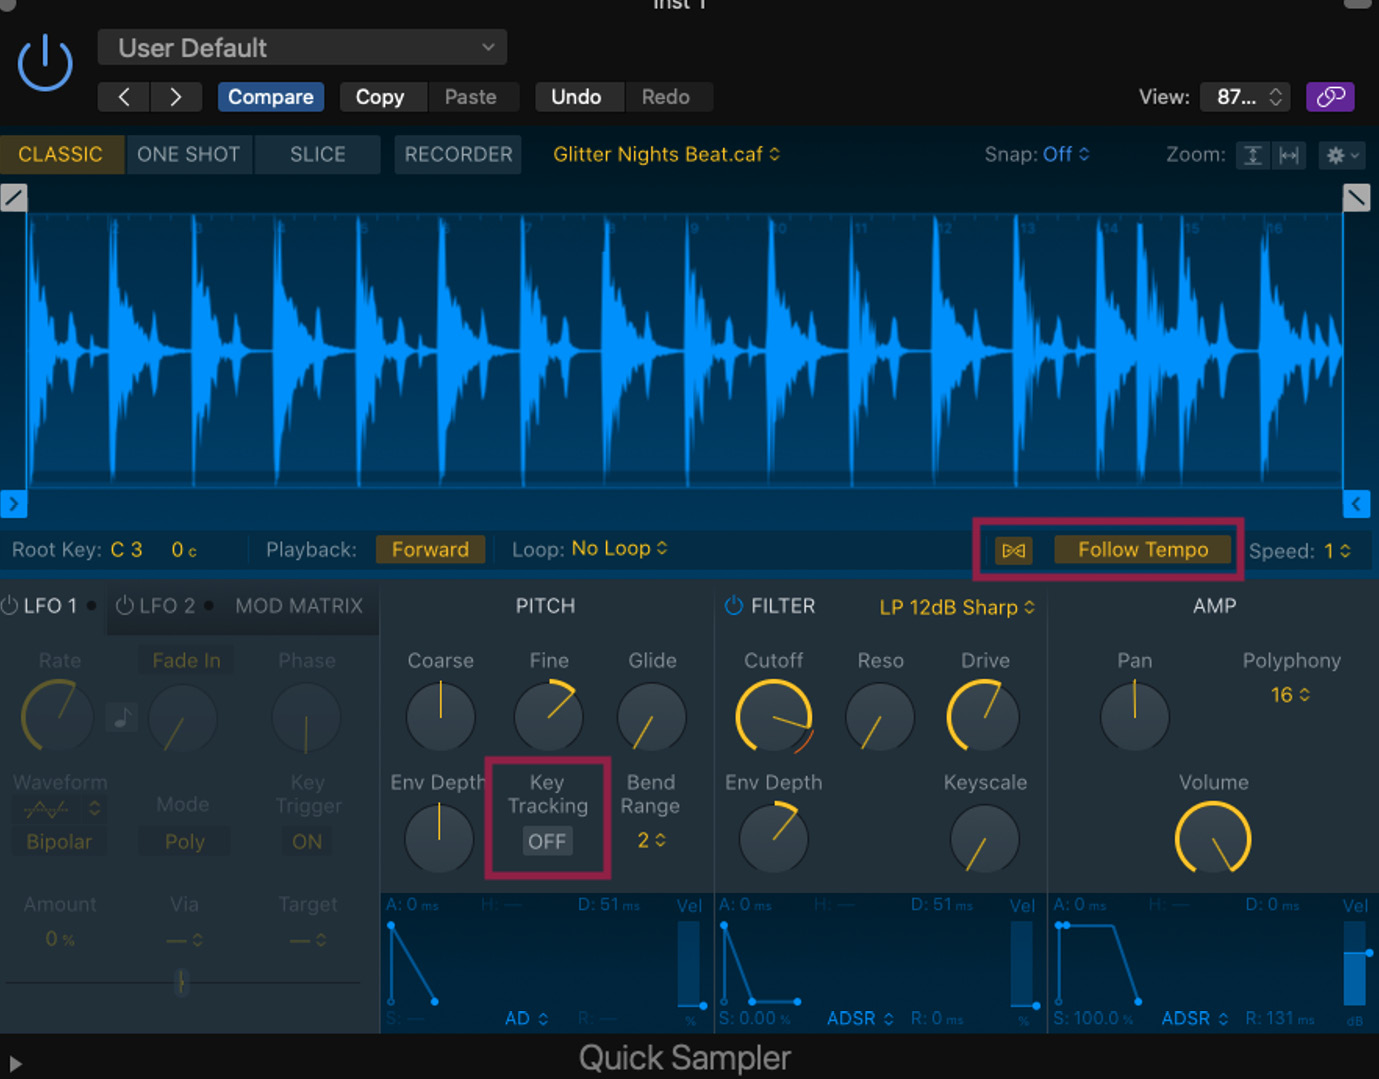 Inst 1
User Default
Compare Copy Paste Undo Redo View: 87...
CLASSIC ONE SHOT SLICE RECORDER Glitter Nights Beat.caf Snap: Off Zoom:
2 3 4 5 6 7 8 9 10 11 12 13 14 15 16
Root Key: C 3 0 c Playback: Forward Loop: No Loop Follow Tempo Speed: 1
LFO 1 LFO 2 MOD MATRIX PITCH FILTER LP 12dB Sharp AMP
Rate Fade In Phase Coarse Fine Glide Cutoff Reso Drive Pan Polyphony
16
Waveform Key Env Depth Key Bend Env Depth Keyscale Volume
Mode Trigger Tracking Range
Bipolar Poly ON OFF 2
A: 0 ms H: — D: 51 ms Vel A: 0 ms H: — D: 51 ms Vel A: 0 ms H: — D: 0 ms Vel
Amount Via Target
0 % — —
S: — AD R: — % S: 0.00 % ADSR R: 0 ms % S: 100.0 % ADSR R: 131 ms dB
Quick Sampler